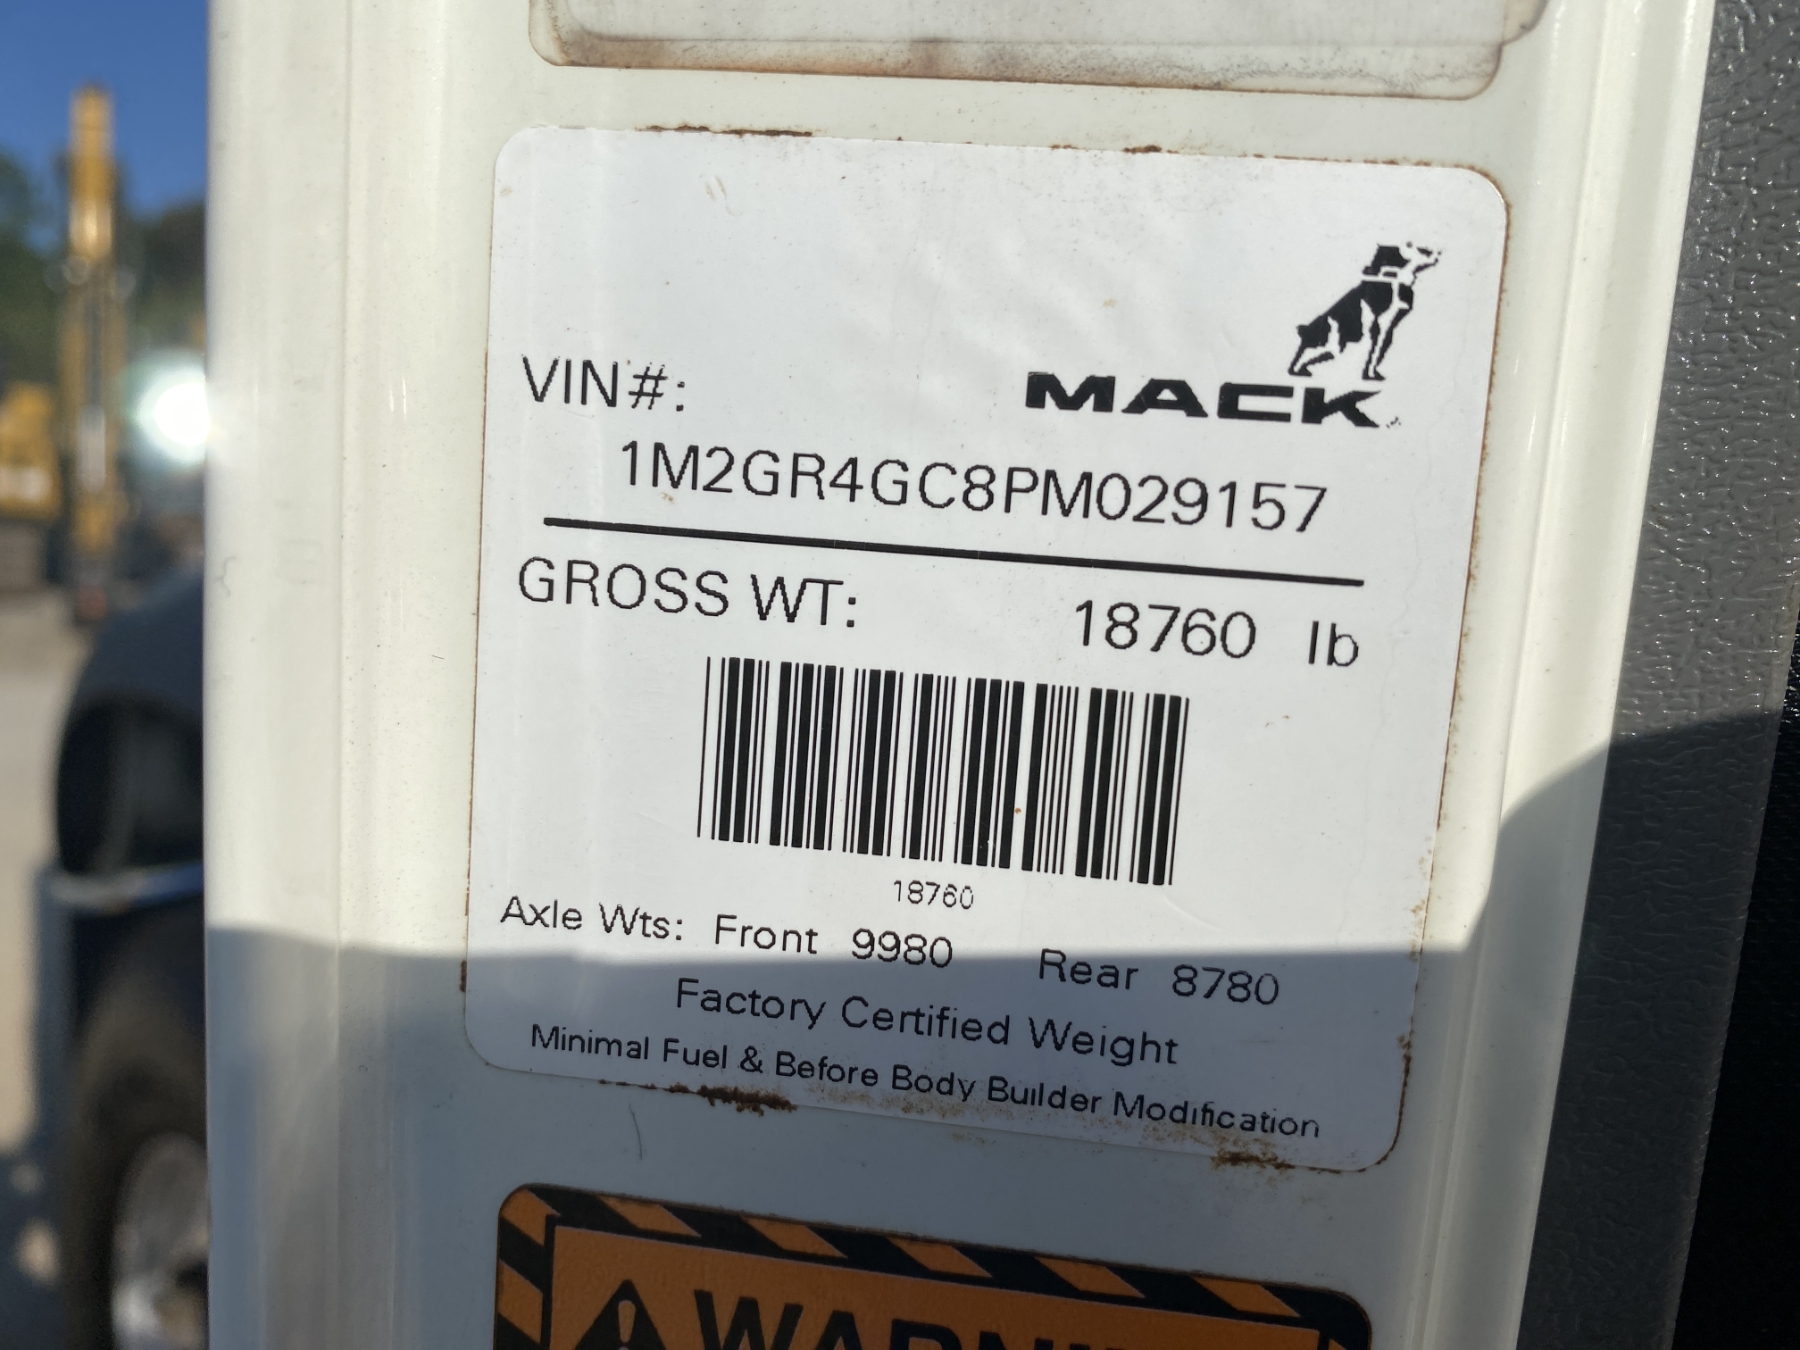 MACK
VIN#:
1M2GR4GC8PM029157
GROSS WT: 18760 lb
18760
Axle Wts: Front 9980 Rear 8780
Factory Certified Weight
Minimal Fuel & Before Body Builder Modification